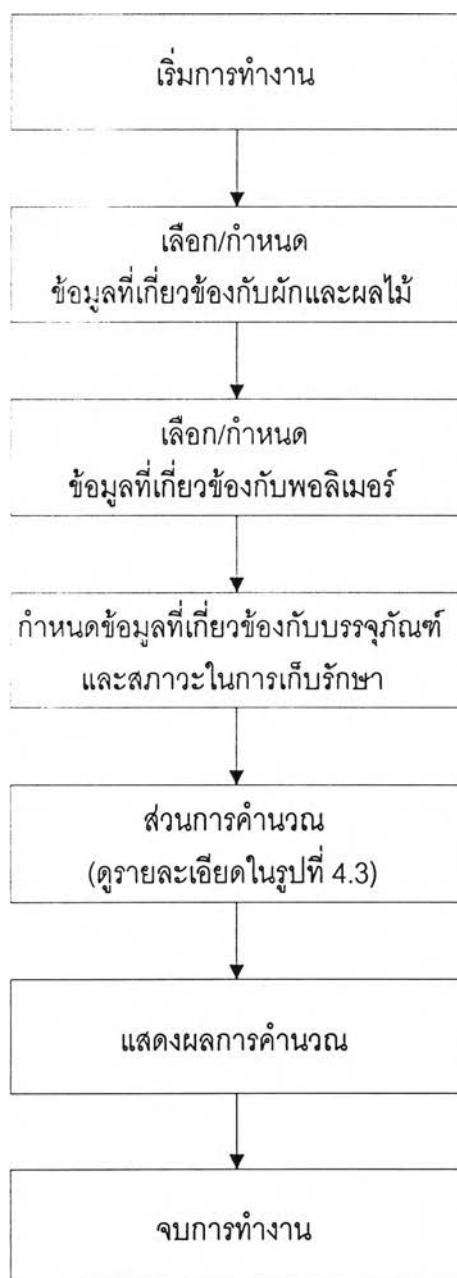 เริ่มการทำงาน
เลือก/กำหนด
ข้อมูลที่เกี่ยวข้องกับผักและผลไม้
เลือก/กำหนด
ข้อมูลที่เกี่ยวข้องกับพอลิเมอร์
กำหนดข้อมูลที่เกี่ยวข้องกับบรรจุภัณฑ์
และสภาวะในการเก็บรักษา
ส่วนการคำนวณ
(ดูรายละเอียดในรูปที่ 4.3)
แสดงผลการคำนวณ
จบการทำงาน